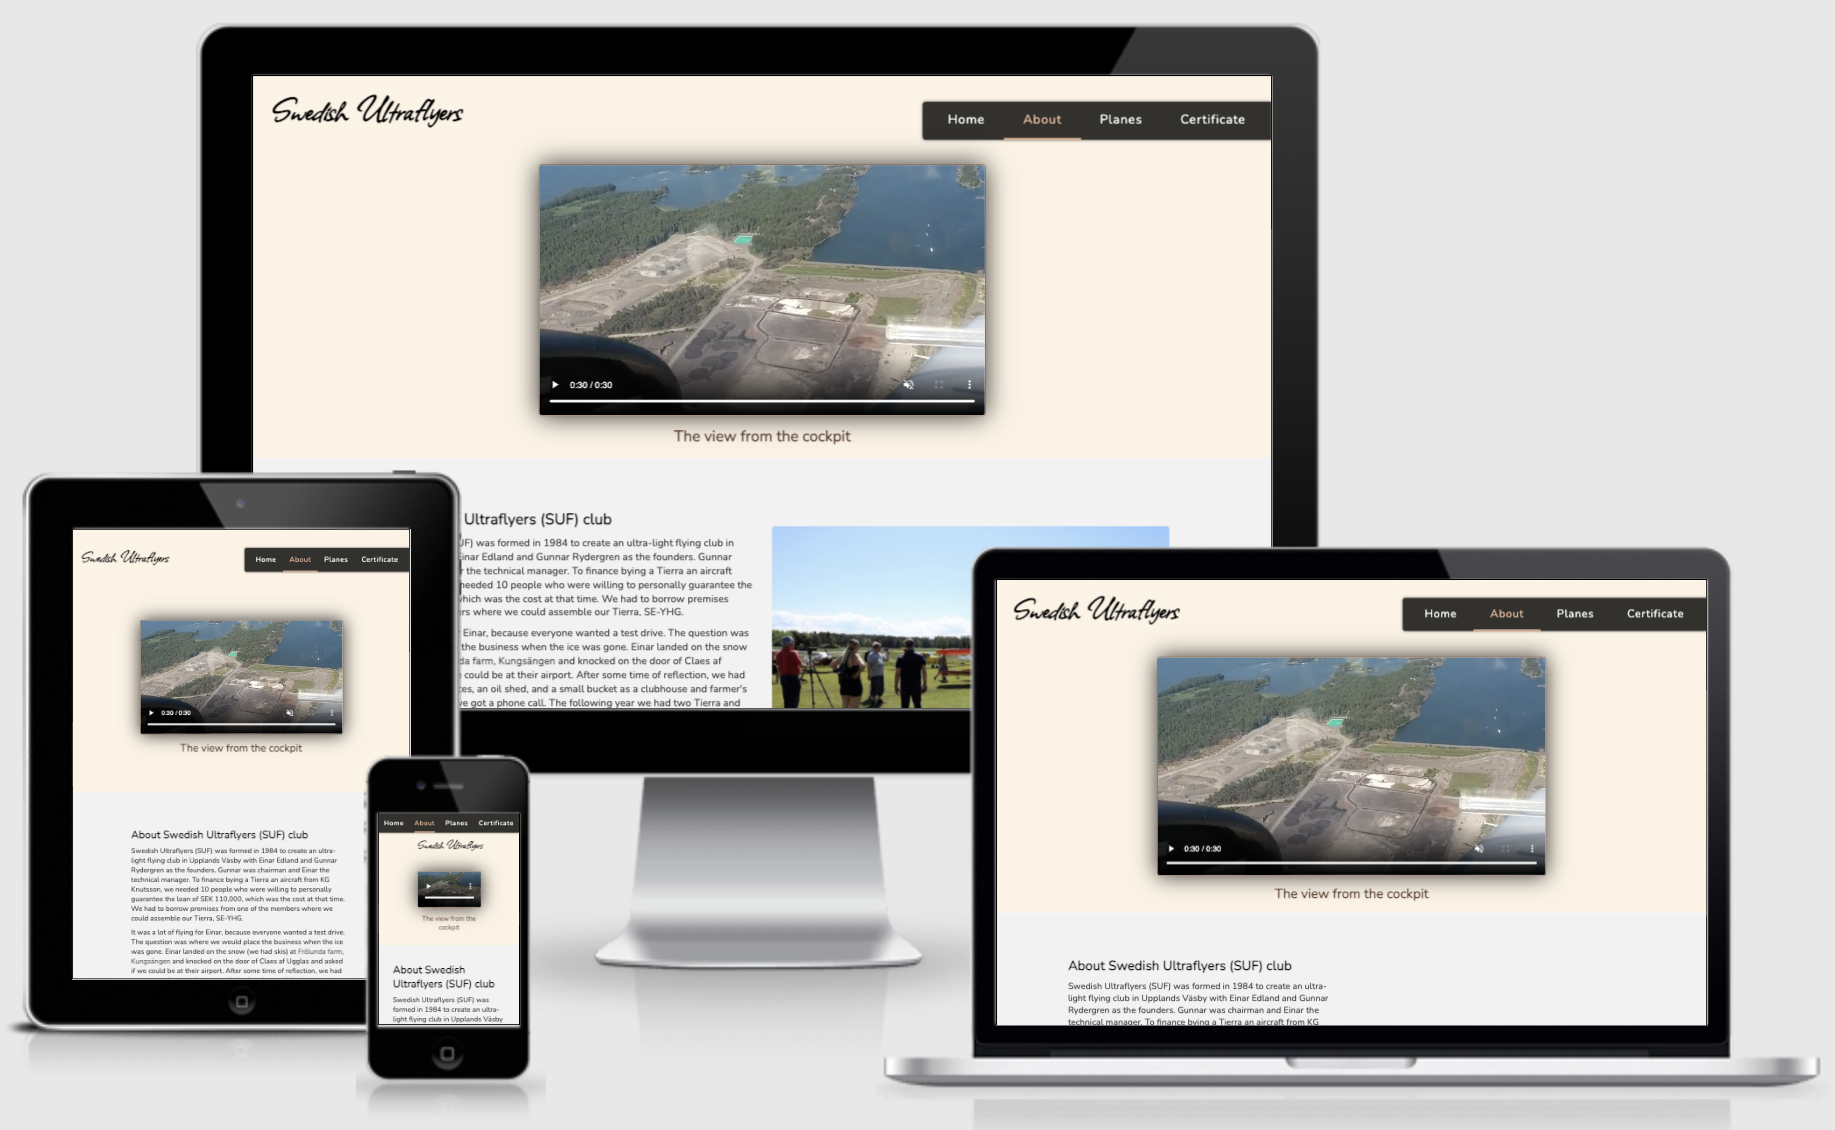 Swedish Ultraflyers
Home About Planes Certificate
0:30 / 0:30
The view from the cockpit
Ultraflyers (SUF) club
UF) was formed in 1984 to create an ultra-light flying club in
Einar Edland and Gunnar Rydergren as the founders. Gunnar
r the technical manager. To finance bying a Tierra an aircraft
needed 10 people who were willing to personally guarantee the
which was the cost at that time. We had to borrow premises
ers where we could assemble our Tierra, SE-YHG.
Einar, because everyone wanted a test drive. The question was
the business when the ice was gone. Einar landed on the snow
da farm, Kungsängen and knocked on the door of Claes af
could be at their airport. After some time of reflection, we had
ces, an oil shed, and a small bucket as a clubhouse and farmer's
we got a phone call. The following year we had two Tierra and
Swedish Ultraflyers
Home About Planes Certificate
0:30 / 0:30
The view from the cockpit
About Swedish Ultraflyers (SUF) club
Swedish Ultraflyers (SUF) was formed in 1984 to create an ultra-
light flying club in Upplands Väsby with Einar Edland and Gunnar
Rydergren as the founders. Gunnar was chairman and Einar the
technical manager. To finance bying a Tierra an aircraft from KG
Knutsson, we needed 10 people who were willing to personally
guarantee the loan of SEK 110,000, which was the cost at that time.
We had to borrow premises from one of the members where we
could assemble our Tierra, SE-YHG.
It was a lot of flying for Einar, because everyone wanted a test drive.
The question was where we would place the business when the ice
was gone. Einar landed on the snow (we had skis) at Frölunda farm,
Kungsängen and knocked on the door of Claes af Ugglas and asked
if we could be at their airport. After some time of reflection, we had
Home About Planes Certificate
Swedish Ultraflyers
The view from the
cockpit
About Swedish
Ultraflyers (SUF) club
Swedish Ultraflyers (SUF) was
formed in 1984 to create an ultra-
light flying club in Upplands Väsby
Swedish Ultraflyers
Home About Planes Certificate
0:30 / 0:30
The view from the cockpit
About Swedish Ultraflyers (SUF) club
Swedish Ultraflyers (SUF) was formed in 1984 to create an ultra-
light flying club in Upplands Väsby with Einar Edland and Gunnar
Rydergren as the founders. Gunnar was chairman and Einar the
technical manager. To finance bying a Tierra an aircraft from KG